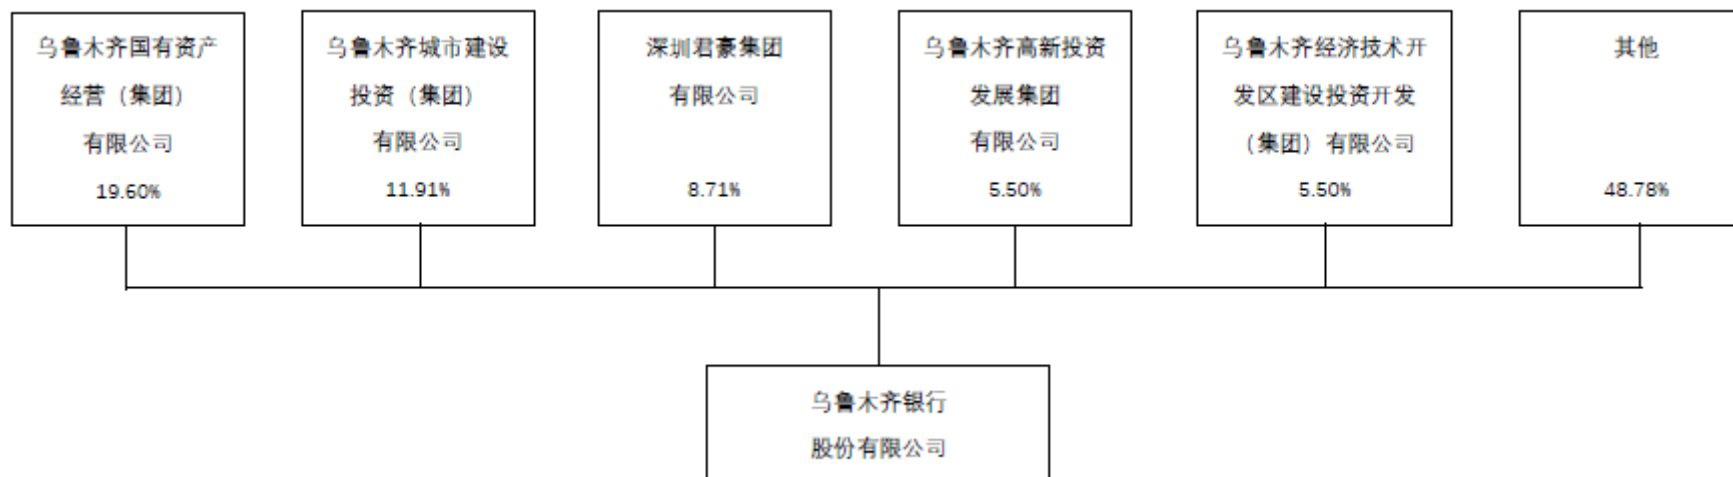 乌鲁木齐国有资产
经营（集团）
有限公司
19.60%
乌鲁木齐城市建设
投资（集团）
有限公司
11.91%
深圳君豪集团
有限公司
8.71%
乌鲁木齐高新投资
发展集团
有限公司
5.50%
乌鲁木齐经济技术开
发区建设投资开发
（集团）有限公司
5.50%
其他
48.78%
乌鲁木齐银行
股份有限公司